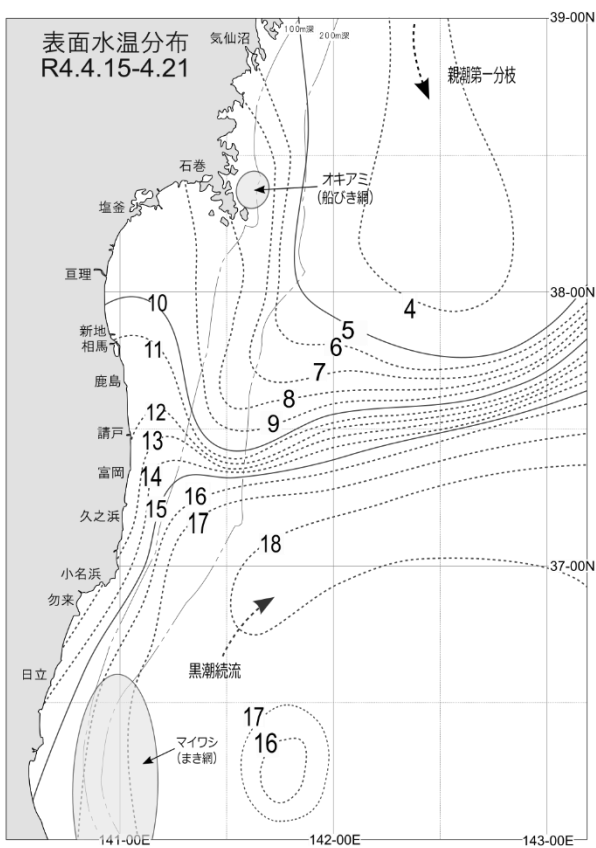 表面水温分布
R4.4.15-4.21
気仙沼
100m深
200m深
39-00N
親潮第一分枝
石巻
オキアミ
(船びき網)
塩釜
亘理
38-00N
10
4
新地
5
相馬
11
6
鹿島
7
8
12
9
請戸
13
富岡
14
16
15
久之浜
17
18
小名浜
37-00N
勿来
黒潮続流
日立
17
16
マイワシ
(まき網)
141-00E
142-00E
143-00E